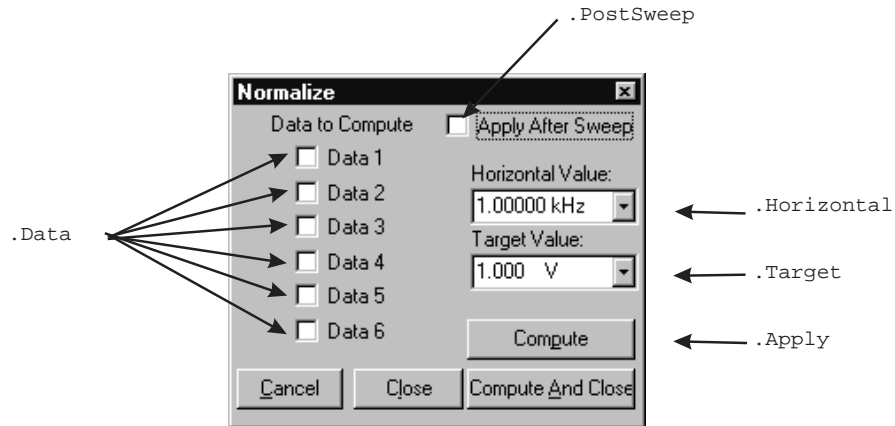 .PostSweep
Normalize
Data to Compute
Apply After Sweep
Data 1
Data 2
Data 3
Data 4
Data 5
Data 6
.Data
Horizontal Value:
1.00000 kHz
.Horizontal
Target Value:
1.000 V
.Target
Compute
.Apply
Cancel
Close
Compute And Close